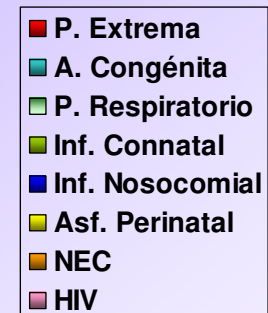 P. Extrema
A. Congénita
P. Respiratorio
Inf. Connatal
Inf. Nosocomial
Asf. Perinatal
NEC
HIV